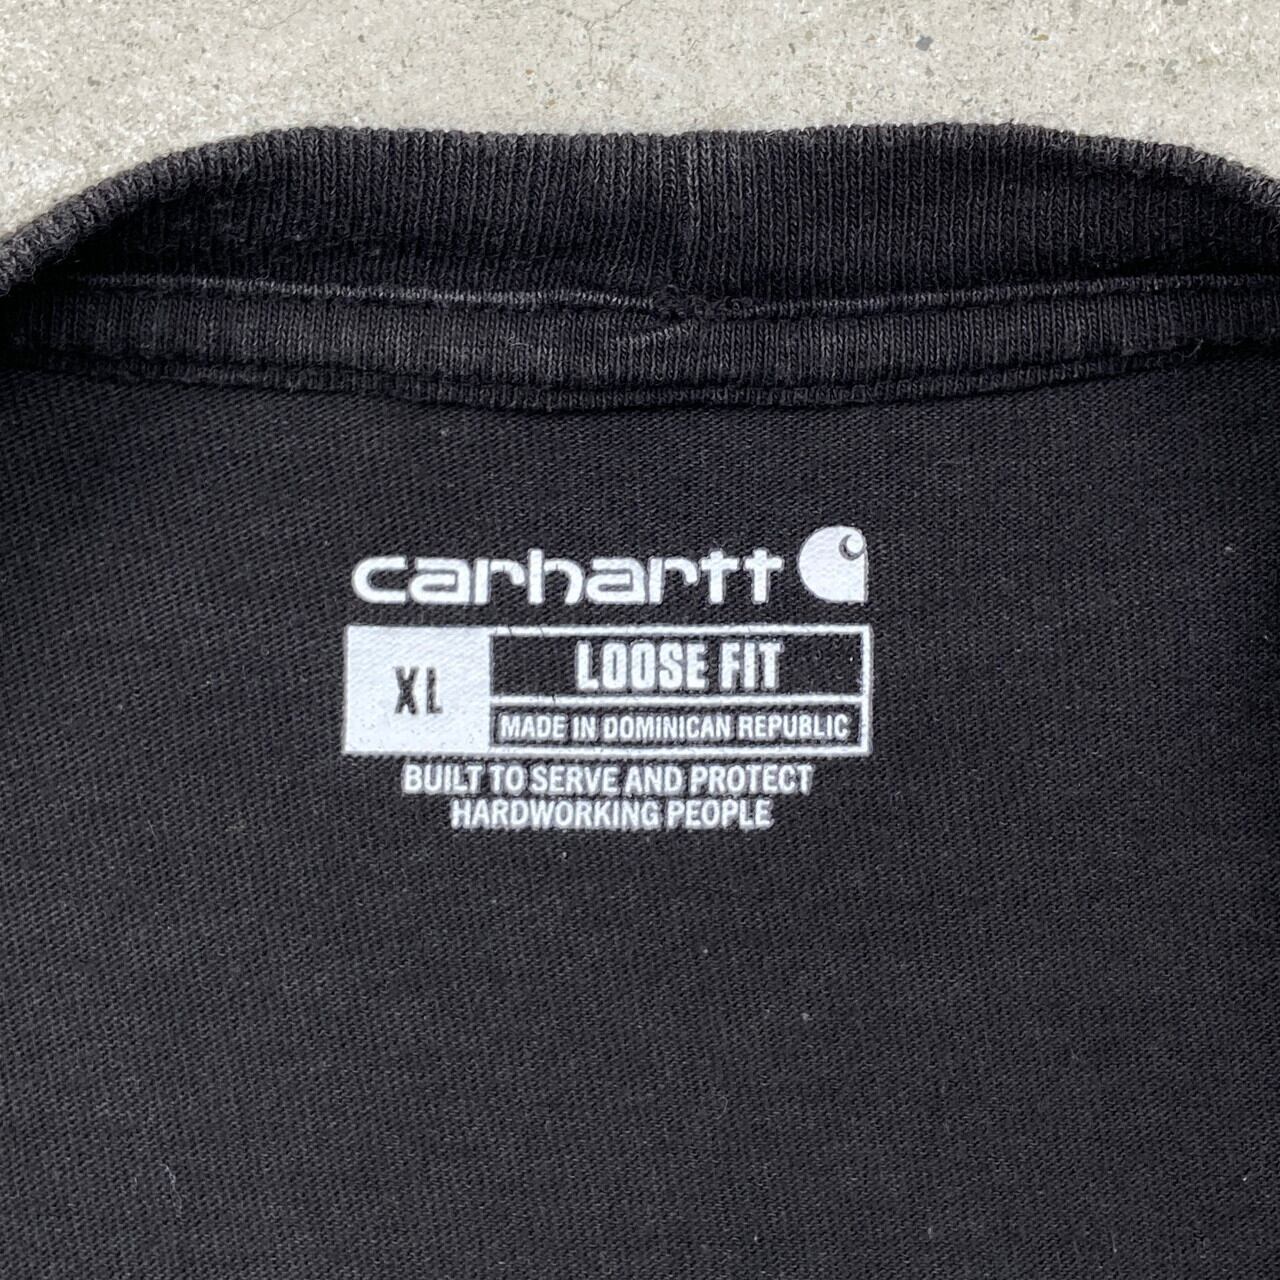 carhartt
XL
LOOSE FIT
MADE IN DOMINICAN REPUBLIC
BUILT TO SERVE AND PROTECT
HARDWORKING PEOPLE